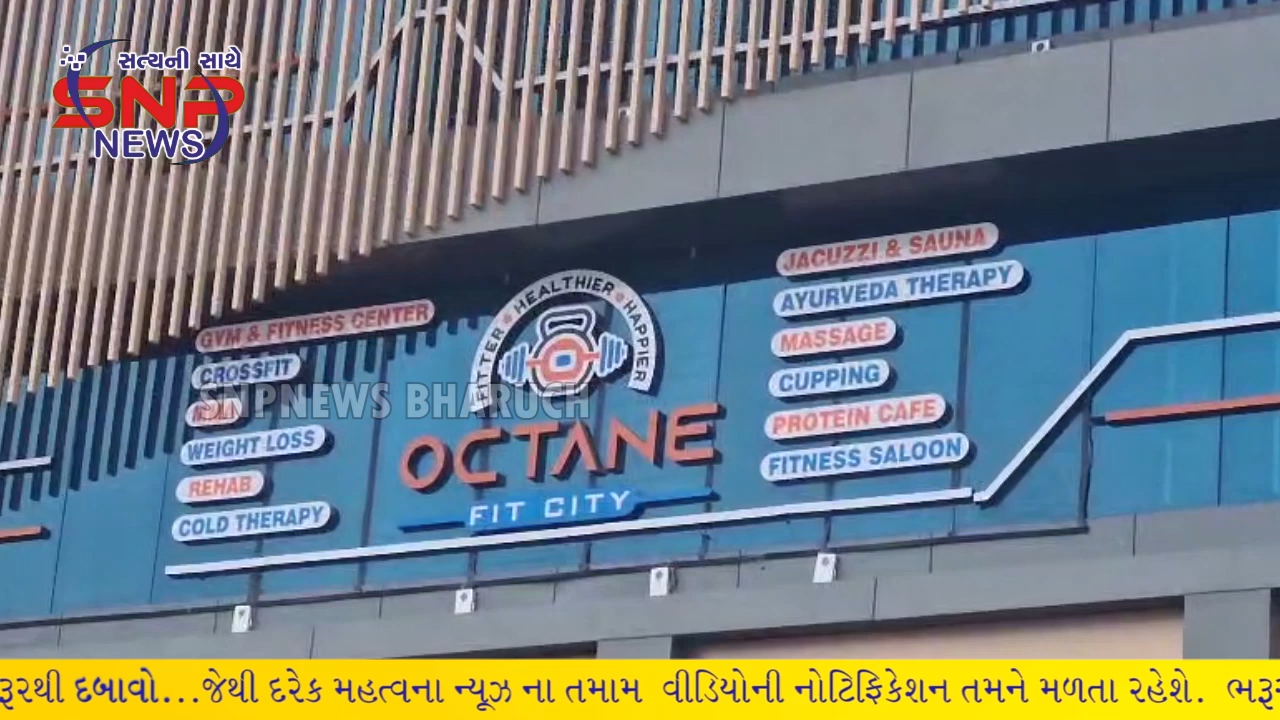 સત્યની સાથે
SNP
NEWS
GYM & FITNESS CENTER
CROSSFIT
WEIGHT LOSS
REHAB
COLD THERAPY
FITTER HEALTHIER HAPPIER
OCTANE
FIT CITY
JACUZZI & SAUNA
AYURVEDA THERAPY
MASSAGE
CUPPING
PROTEIN CAFE
FITNESS SALOON
SNPNEWS BHARUCH
દબાવો...જેથી દરેક મહત્વના ન્યૂઝ ના તમામ વીડિયોની નોટિફિકેશન તમને મળતા રહેશે.